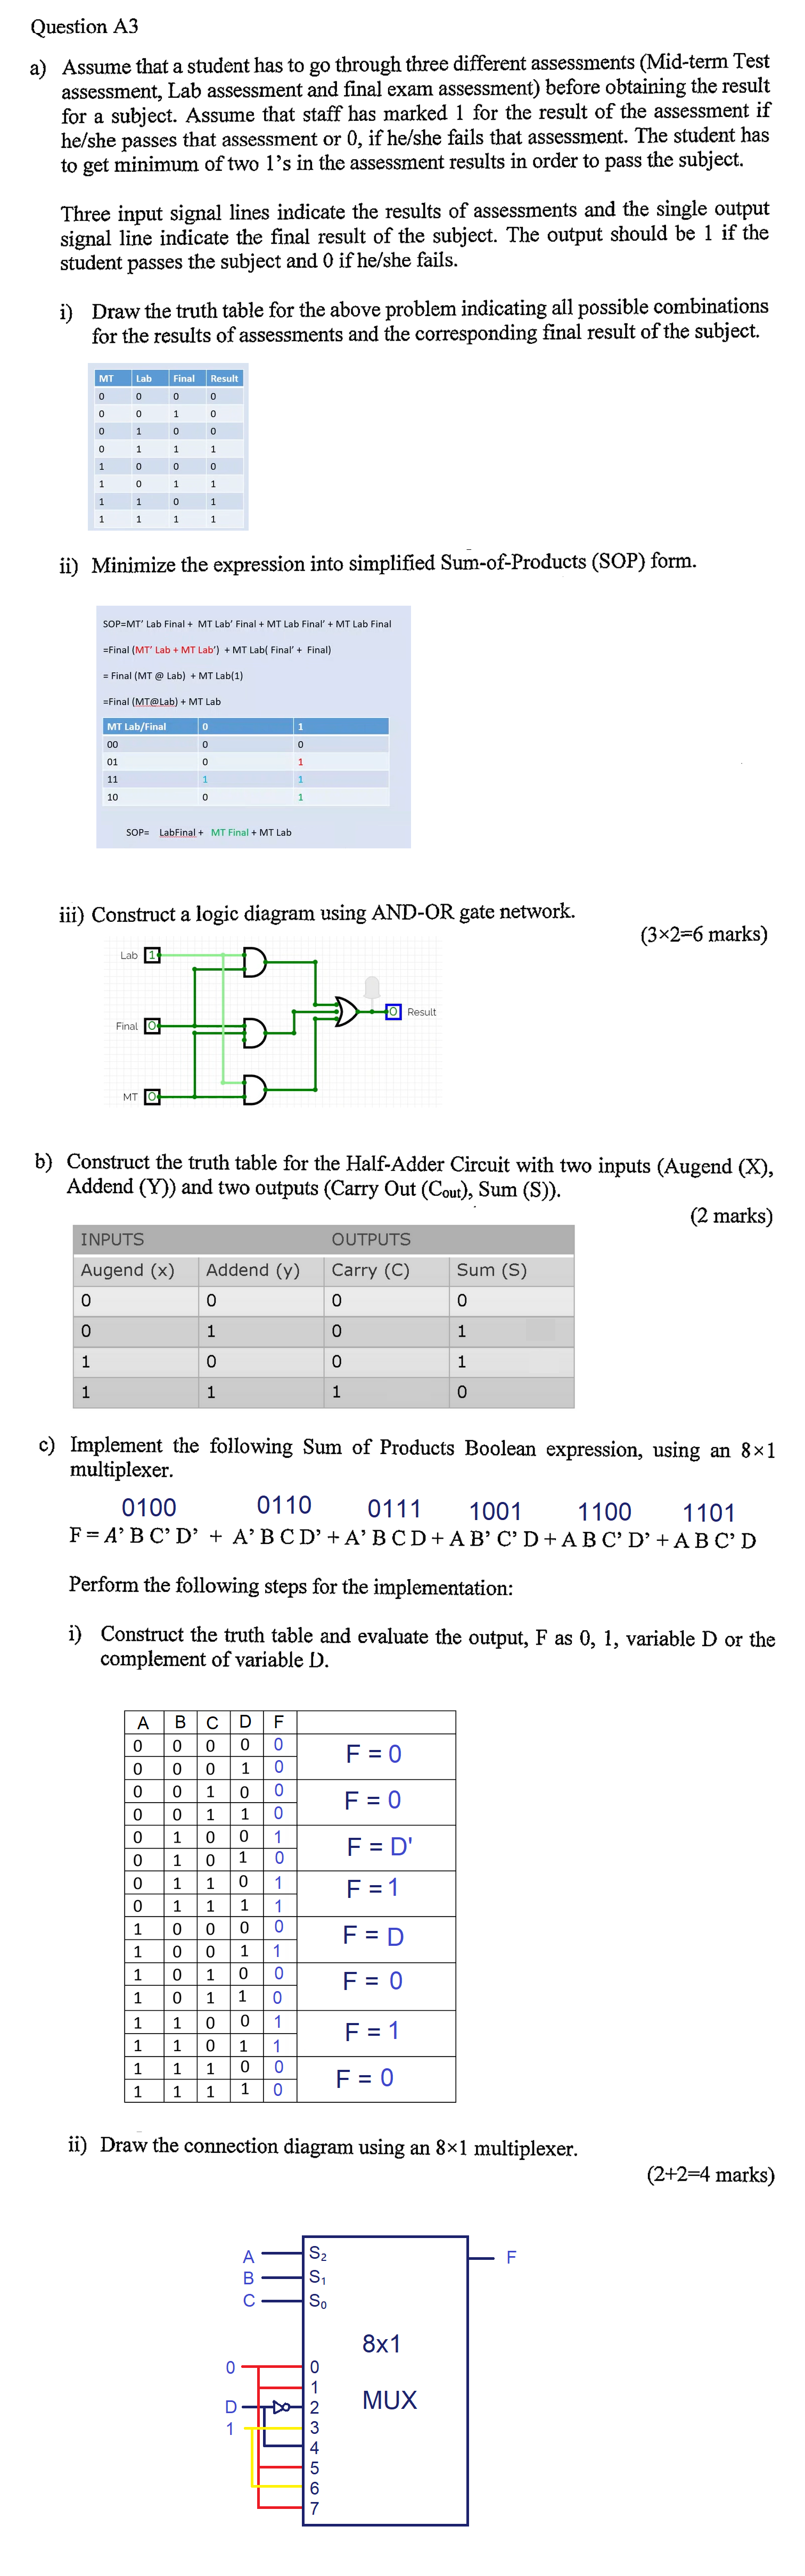 Question A3
a) Assume that a student has to go through three different assessments (Mid-term Test
assessment, Lab assessment and final exam assessment) before obtaining the result
for a subject. Assume that staff has marked 1 for the result of the assessment if
he/she passes that assessment or 0, if he/she fails that assessment. The student has
to get minimum of two 1's in the assessment results in order to pass the subject.
Three input signal lines indicate the results of assessments and the single output
signal line indicate the final result of the subject. The output should be 1 if the
student passes the subject and 0 if he/she fails.
i) Draw the truth table for the above problem indicating all possible combinations
for the results of assessments and the corresponding final result of the subject.
MT Lab Final Result
0 0 0 0
0 0 1 0
0 1 0 0
0 1 1 1
1 0 0 0
1 0 1 1
1 1 0 1
1 1 1 1
ii) Minimize the expression into simplified Sum-of-Products (SOP) form.
SOP=MT' Lab Final + MT Lab' Final + MT Lab Final' + MT Lab Final
=Final (MT' Lab + MT Lab') + MT Lab( Final' + Final)
= Final (MT @ Lab) + MT Lab(1)
=Final (MT@Lab) + MT Lab
MT Lab/Final 0 1
00 0 0
01 0 1
11 1 1
10 0 1
SOP= LabFinal + MT Final + MT Lab
iii) Construct a logic diagram using AND-OR gate network.
(3×2=6 marks)
Lab 1
Final 0
0 Result
MT 0
b) Construct the truth table for the Half-Adder Circuit with two inputs (Augend (X),
Addend (Y)) and two outputs (Carry Out (Cout), Sum (S)).
(2 marks)
INPUTS OUTPUTS
Augend (x) Addend (y) Carry (C) Sum (S)
0 0 0 0
0 1 0 1
1 0 0 1
1 1 1 0
c) Implement the following Sum of Products Boolean expression, using an 8×1
multiplexer.
0100 0110 0111 1001 1100 1101
F = A' B C' D' + A' B C D' + A' B C D + A B' C' D + A B C' D' + A B C' D
Perform the following steps for the implementation:
i) Construct the truth table and evaluate the output, F as 0, 1, variable D or the
complement of variable D.
A B C D F
0 0 0 0 0 F = 0
0 0 0 1 0
0 0 1 0 0 F = 0
0 0 1 1 0
0 1 0 0 1 F = D'
0 1 0 1 0
0 1 1 0 1 F = 1
0 1 1 1 1
1 0 0 0 0 F = D
1 0 0 1 1
1 0 1 0 0 F = 0
1 0 1 1 0
1 1 0 0 1 F = 1
1 1 0 1 1
1 1 1 0 0 F = 0
1 1 1 1 0
ii) Draw the connection diagram using an 8×1 multiplexer.
(2+2=4 marks)
A S₂ F
B S₁
C S₀
8x1
0 0
1
MUX
D 2
1 3
4
5
6
7